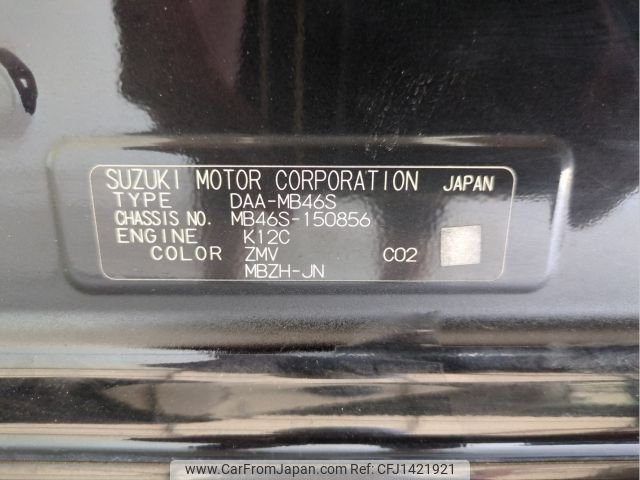 SUZUKI MOTOR CORPORATION JAPAN
TYPE DAA-MB46S
CHASSIS NO. MB46S-150856
ENGINE K12C
COLOR ZMV C02
MBZH-JN
www.CarFromJapan.com Ref:CFJ1421921